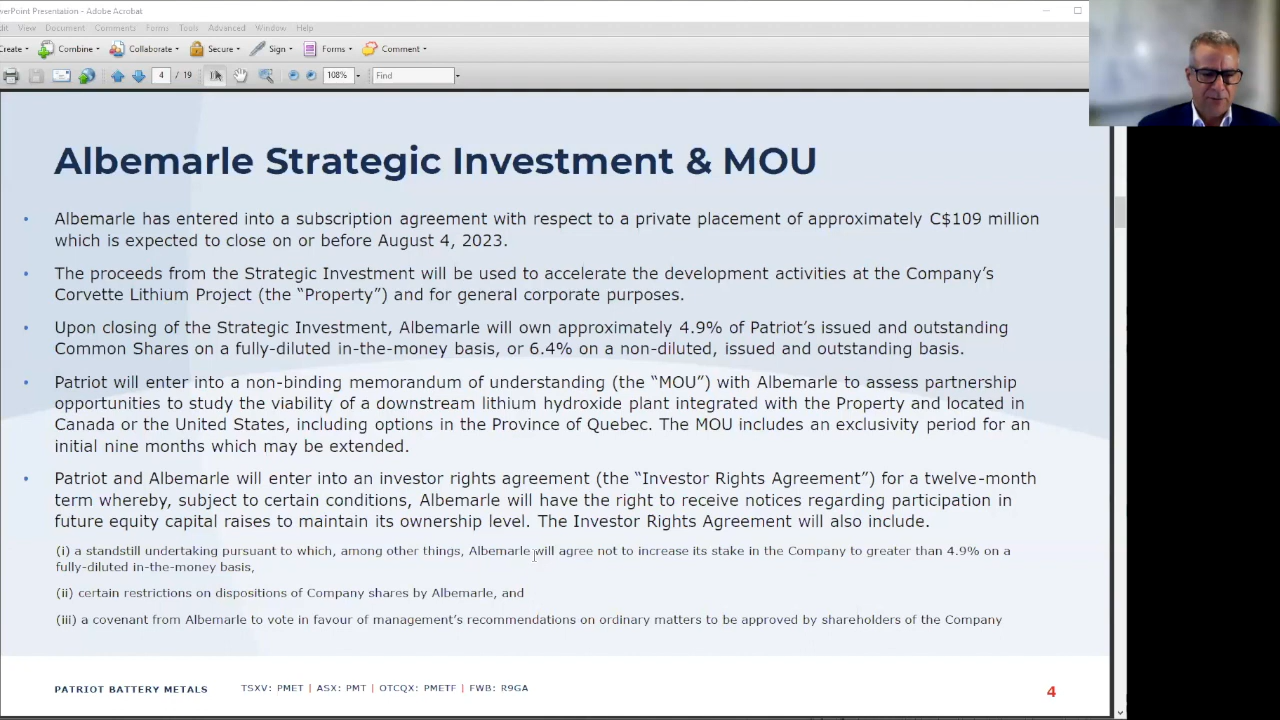 verPoint Presentation - Adobe Acrobat
dit View Document Comments Forms Tools Advanced Window Help
Create Combine Collaborate Secure Sign Forms Comment
4 / 19 108% Find
Albemarle Strategic Investment & MOU
• Albemarle has entered into a subscription agreement with respect to a private placement of approximately C$109 million
which is expected to close on or before August 4, 2023.
• The proceeds from the Strategic Investment will be used to accelerate the development activities at the Company’s
Corvette Lithium Project (the “Property”) and for general corporate purposes.
• Upon closing of the Strategic Investment, Albemarle will own approximately 4.9% of Patriot’s issued and outstanding
Common Shares on a fully-diluted in-the-money basis, or 6.4% on a non-diluted, issued and outstanding basis.
• Patriot will enter into a non-binding memorandum of understanding (the “MOU”) with Albemarle to assess partnership
opportunities to study the viability of a downstream lithium hydroxide plant integrated with the Property and located in
Canada or the United States, including options in the Province of Quebec. The MOU includes an exclusivity period for an
initial nine months which may be extended.
• Patriot and Albemarle will enter into an investor rights agreement (the “Investor Rights Agreement”) for a twelve-month
term whereby, subject to certain conditions, Albemarle will have the right to receive notices regarding participation in
future equity capital raises to maintain its ownership level. The Investor Rights Agreement will also include.
(i) a standstill undertaking pursuant to which, among other things, Albemarle will agree not to increase its stake in the Company to greater than 4.9% on a
fully-diluted in-the-money basis,
(ii) certain restrictions on dispositions of Company shares by Albemarle, and
(iii) a covenant from Albemarle to vote in favour of management’s recommendations on ordinary matters to be approved by shareholders of the Company
PATRIOT BATTERY METALS TSXV: PMET | ASX: PMT | OTCQX: PMETF | FWB: R9GA 4